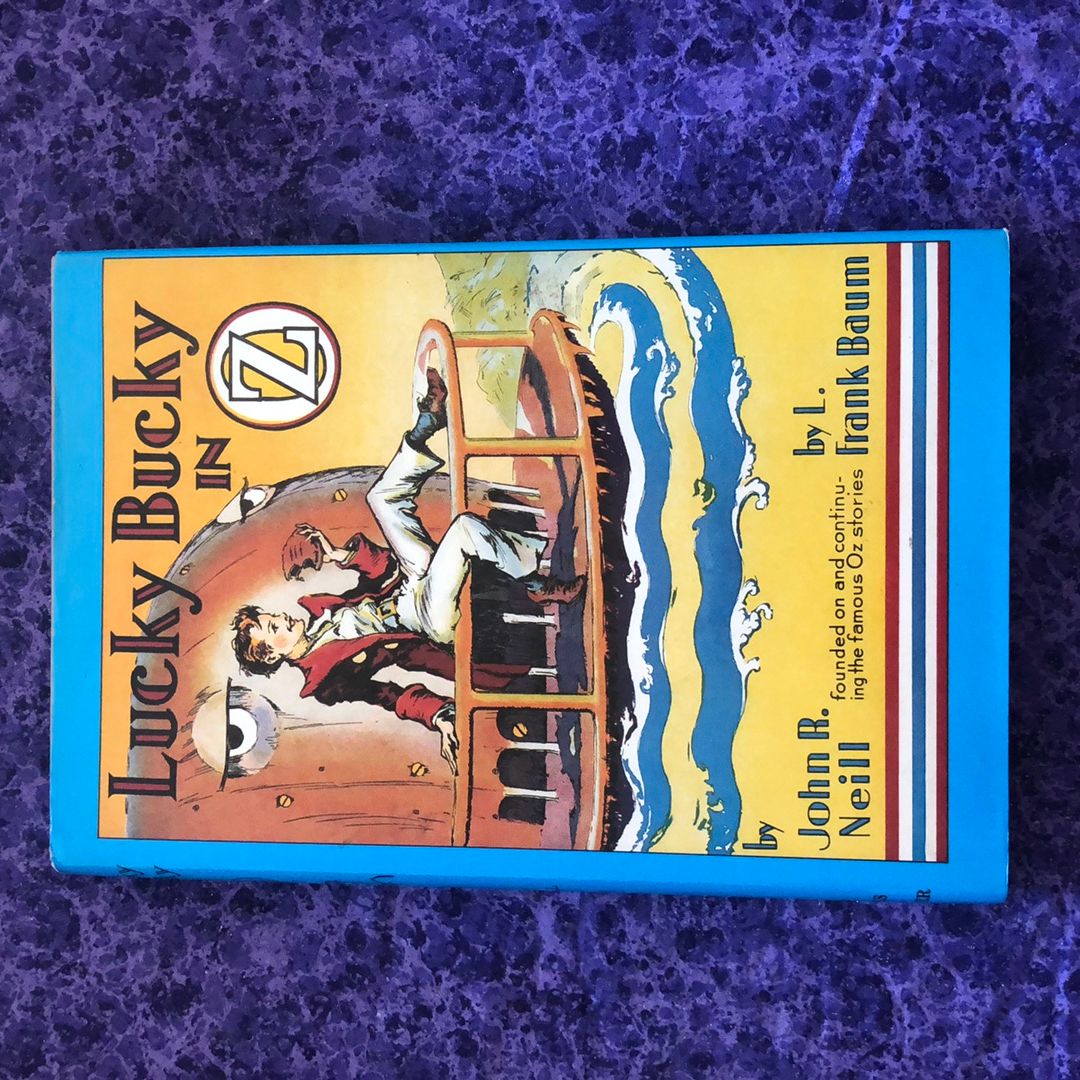 Lucky Bucky
IN
OZ
by
John R.
Neill
founded on and continu-
ing the famous Oz stories
by L.
Frank Baum